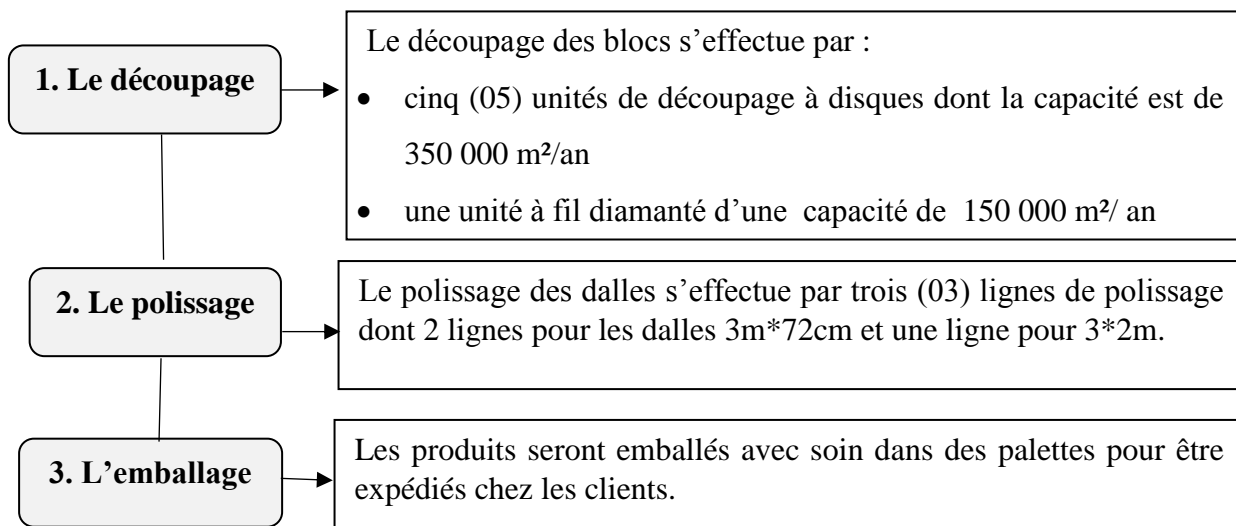 1. Le découpage
Le découpage des blocs s’effectue par :
• cinq (05) unités de découpage à disques dont la capacité est de
350 000 m²/an
• une unité à fil diamanté d’une capacité de 150 000 m²/ an
2. Le polissage
Le polissage des dalles s’effectue par trois (03) lignes de polissage
dont 2 lignes pour les dalles 3m*72cm et une ligne pour 3*2m.
3. L’emballage
Les produits seront emballés avec soin dans des palettes pour être
expédiés chez les clients.